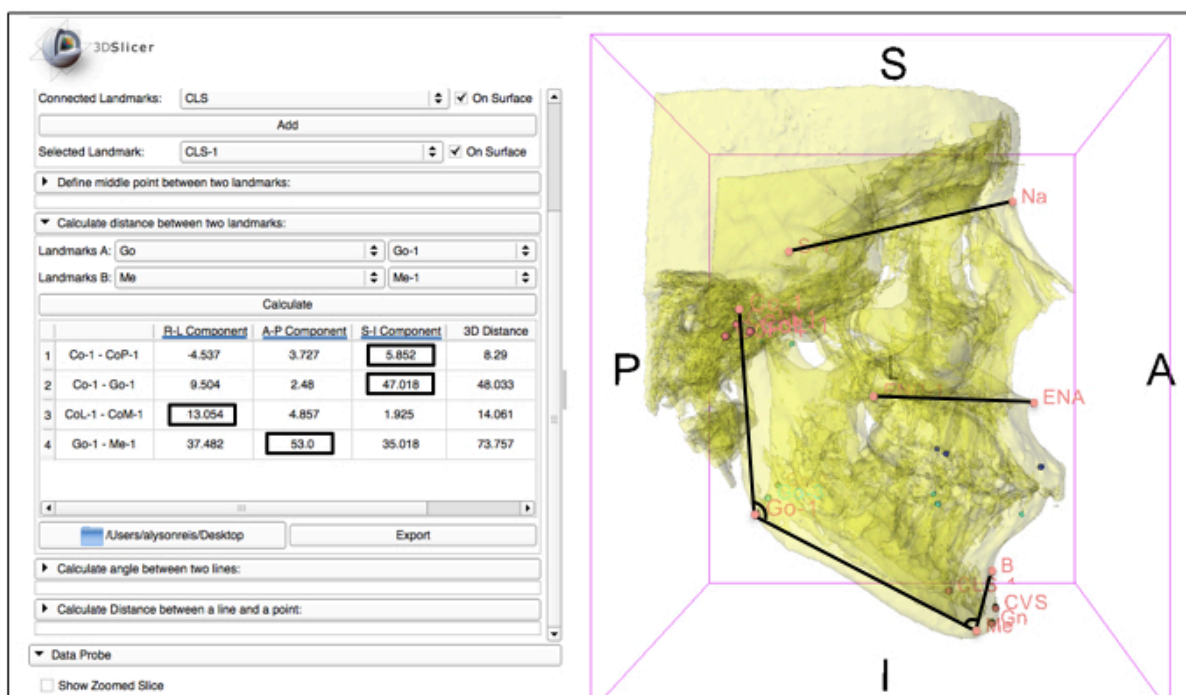 3DSlicer
Connected Landmarks: CLS On Surface
Add
Selected Landmark: CLS-1 On Surface
Define middle point between two landmarks:
Calculate distance between two landmarks:
Landmarks A: Go Go-1
Landmarks B: Me Me-1
Calculate
R-L Component A-P Component S-I Component 3D Distance
1 Co-1 - CoP-1 -4.537 3.727 5.852 8.29
2 Co-1 - Go-1 9.504 2.48 47.018 48.033
3 CoL-1 - CoM-1 13.054 4.857 1.925 14.061
4 Go-1 - Me-1 37.482 53.0 35.018 73.757
/Users/alysonreis/Desktop Export
Calculate angle between two lines:
Calculate Distance between a line and a point:
Data Probe
Show Zoomed Slice
S
Na
S
Co-1
P
L
A
ENA
Go-1
B
CLS-1
CVS
Gn
Me
I